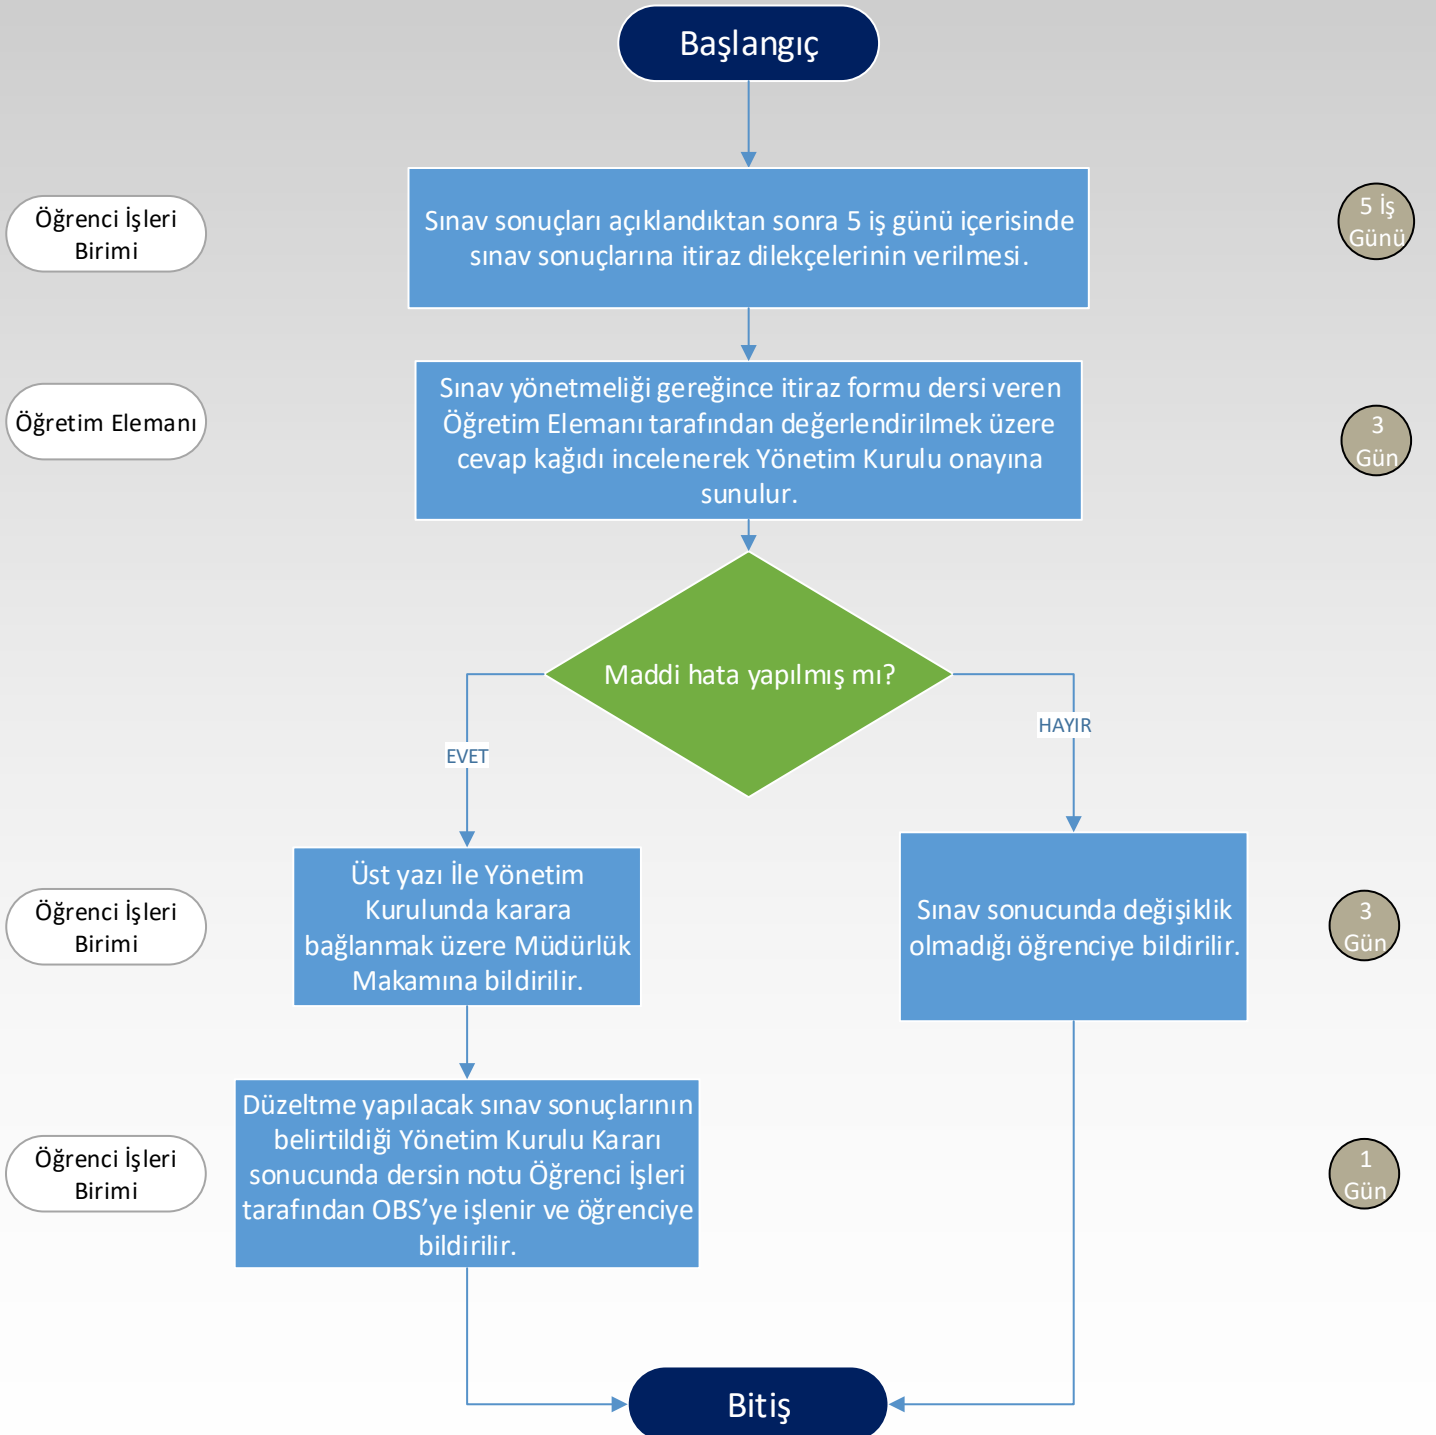 Başlangıç
Öğrenci İşleri
Birimi
Sınav sonuçları açıklandıktan sonra 5 iş günü içerisinde
sınav sonuçlarına itiraz dilekçelerinin verilmesi.
5 İş
Günü
Öğretim Elemanı
Sınav yönetmeliği gereğince itiraz formu dersi veren
Öğretim Elemanı tarafından değerlendirilmek üzere
cevap kağıdı incelenerek Yönetim Kurulu onayına
sunulur.
3
Gün
Maddi hata yapılmış mı?
EVET
HAYIR
Öğrenci İşleri
Birimi
Üst yazı İle Yönetim
Kurulunda karara
bağlanmak üzere Müdürlük
Makamına bildirilir.
Sınav sonucunda değişiklik
olmadığı öğrenciye bildirilir.
3
Gün
Öğrenci İşleri
Birimi
Düzeltme yapılacak sınav sonuçlarının
belirtildiği Yönetim Kurulu Kararı
sonucunda dersin notu Öğrenci İşleri
tarafından OBS’ye işlenir ve öğrenciye
bildirilir.
1
Gün
Bitiş